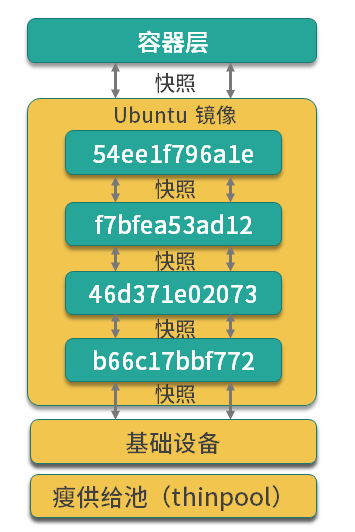 容器层
快照
Ubuntu 镜像
54ee1f796a1e
快照
f7bfea53ad12
快照
46d371e02073
快照
b66c17bbf772
快照
基础设备
瘦供给池（thinpool）